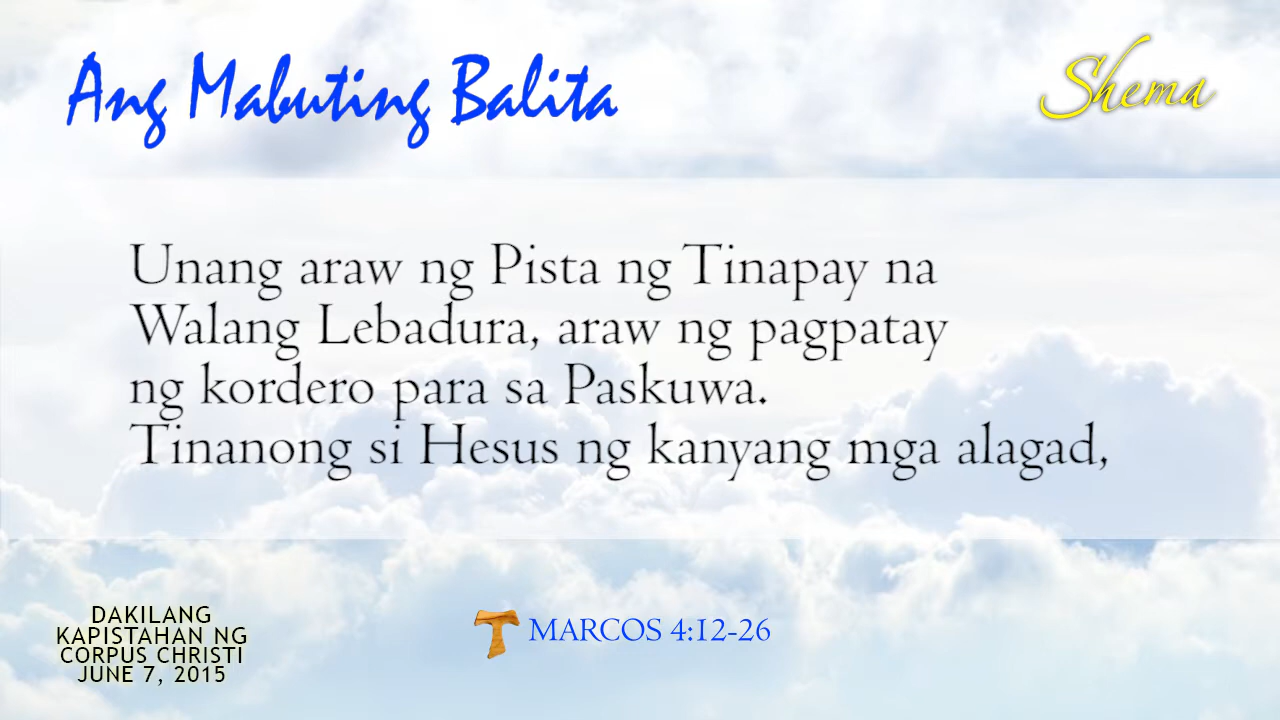 Ang Mabuting Balita
Shema
Unang araw ng Pista ng Tinapay na
Walang Lebadura, araw ng pagpatay
ng kordero para sa Paskuwa.
Tinanong si Hesus ng kanyang mga alagad,
DAKILANG
KAPISTAHAN NG
CORPUS CHRISTI
JUNE 7, 2015
MARCOS 4:12-26